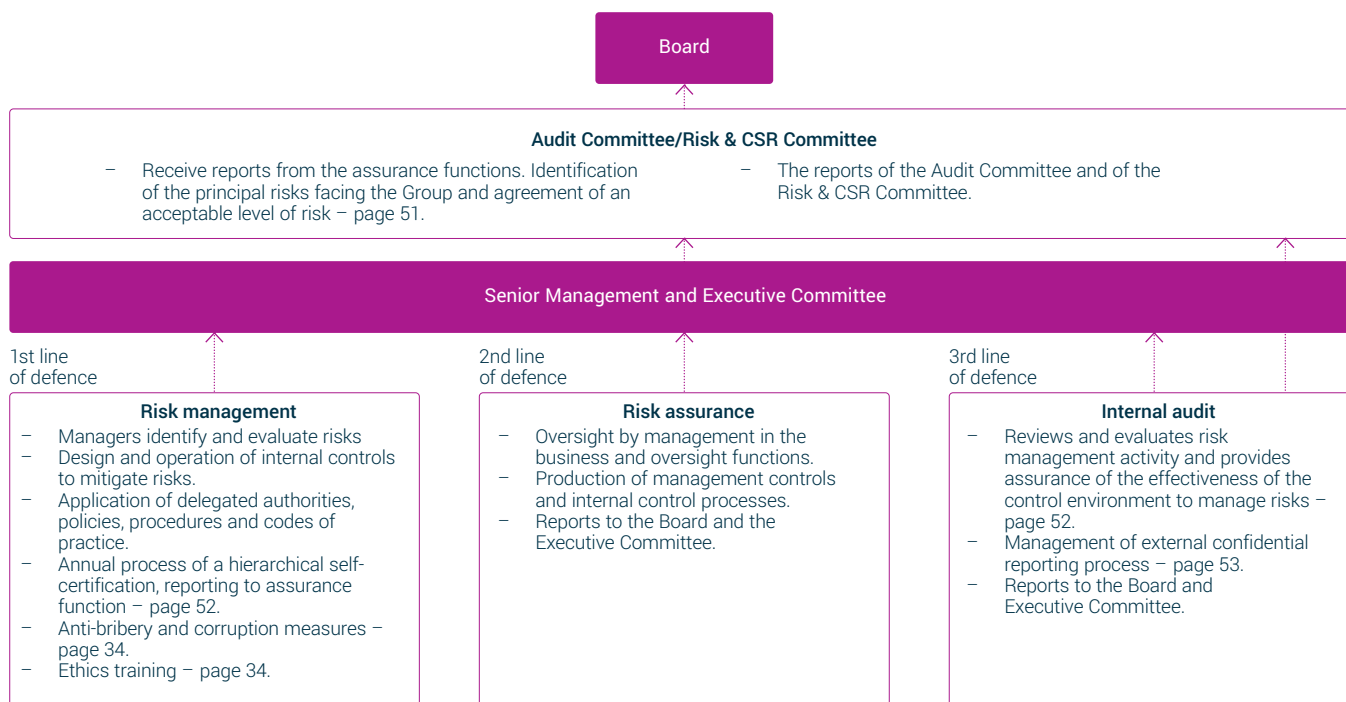 Board
Audit Committee/Risk & CSR Committee
– Receive reports from the assurance functions. Identification
of the principal risks facing the Group and agreement of an
acceptable level of risk – page 51.
– The reports of the Audit Committee and of the
Risk & CSR Committee.
Senior Management and Executive Committee
1st line
of defence
Risk management
– Managers identify and evaluate risks
– Design and operation of internal controls
to mitigate risks.
– Application of delegated authorities,
policies, procedures and codes of
practice.
– Annual process of a hierarchical self-
certification, reporting to assurance
function – page 52.
– Anti-bribery and corruption measures –
page 34.
– Ethics training – page 34.
2nd line
of defence
Risk assurance
– Oversight by management in the
business and oversight functions.
– Production of management controls
and internal control processes.
– Reports to the Board and the
Executive Committee.
3rd line
of defence
Internal audit
– Reviews and evaluates risk
management activity and provides
assurance of the effectiveness of the
control environment to manage risks –
page 52.
– Management of external confidential
reporting process – page 53.
– Reports to the Board and
Executive Committee.